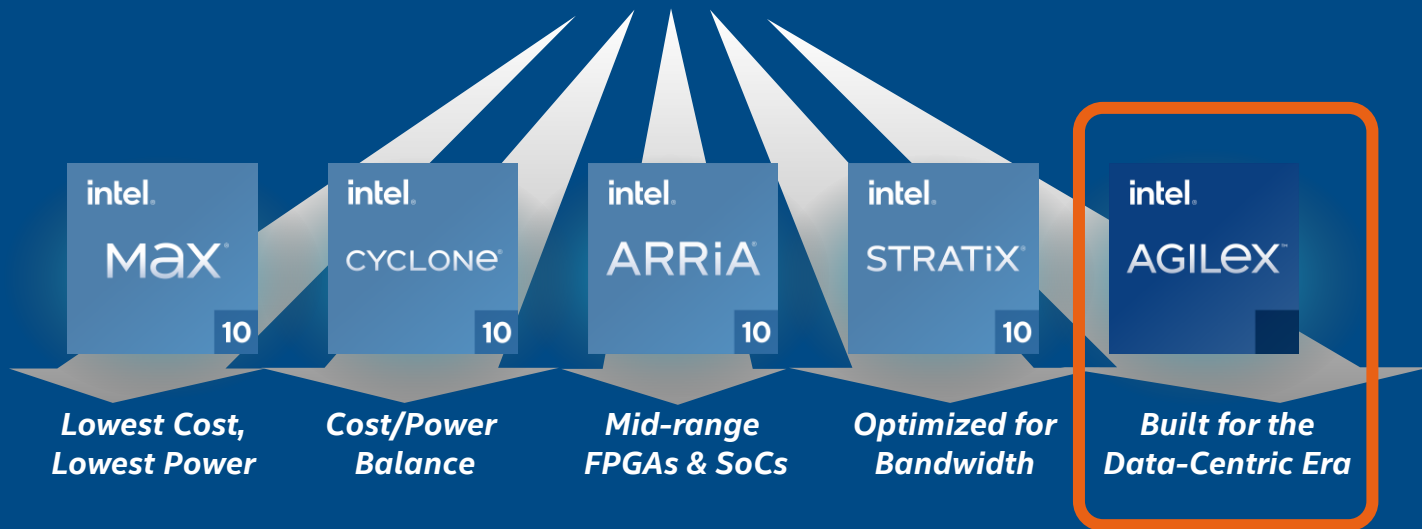 intel.
MAX®
10
intel.
CYCLONE®
10
intel.
ARRiA®
10
intel.
STRATiX®
10
intel.
AGILEX™
Lowest Cost,
Lowest Power
Cost/Power
Balance
Mid-range
FPGAs & SoCs
Optimized for
Bandwidth
Built for the
Data-Centric Era